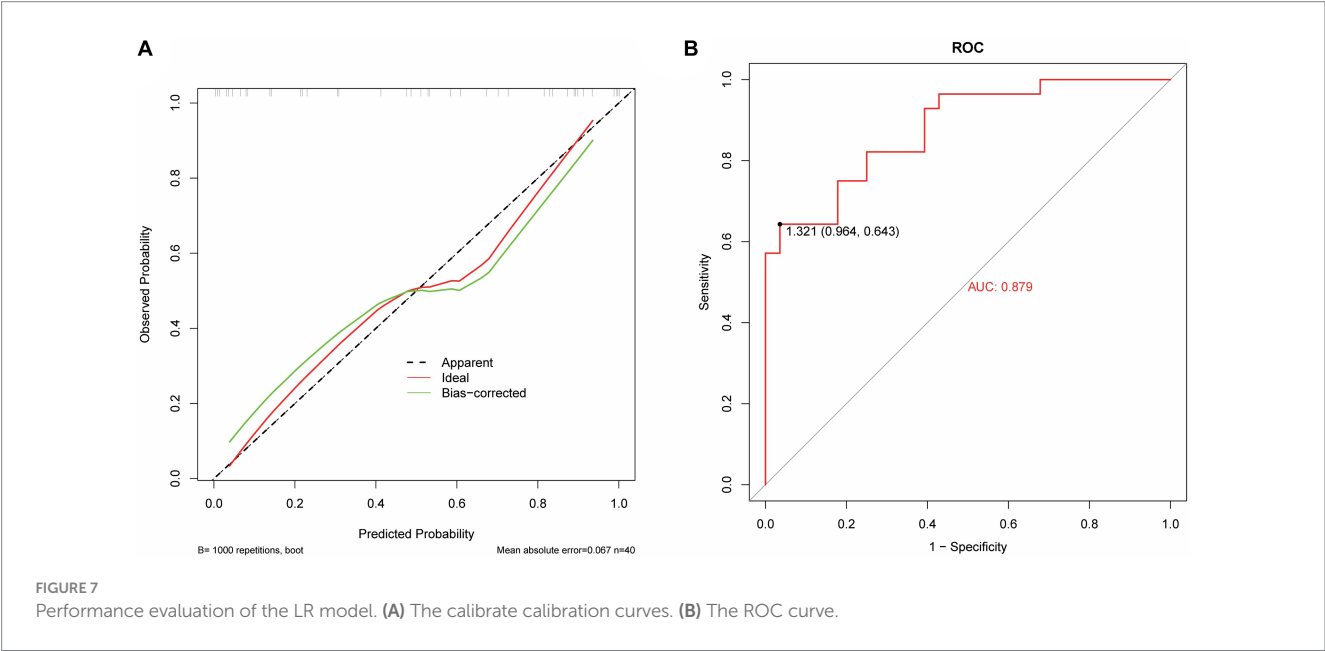 A
1.0
0.8
0.6
0.4
0.2
0.0
Observed Probability
Apparent
Ideal
Bias−corrected
0.0 0.2 0.4 0.6 0.8 1.0
Predicted Probability
B= 1000 repetitions, boot
Mean absolute error=0.067 n=40
B
ROC
1.0
0.8
0.6
0.4
0.2
0.0
Sensitivity
1.321 (0.964, 0.643)
AUC: 0.879
0.0 0.2 0.4 0.6 0.8 1.0
1 − Specificity
FIGURE 7
Performance evaluation of the LR model. (A) The calibrate calibration curves. (B) The ROC curve.